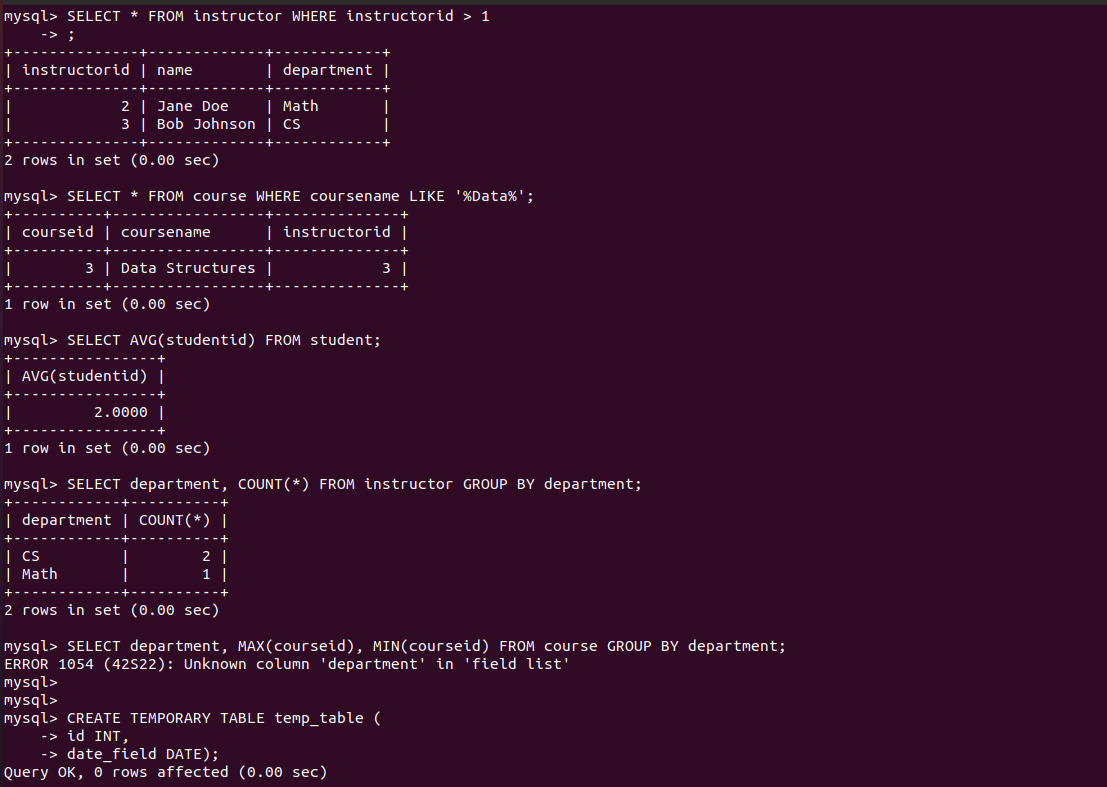 mysql> SELECT * FROM instructor WHERE instructorid > 1
    -> ;
+--------------+-------------+------------+
| instructorid | name        | department |
+--------------+-------------+------------+
|            2 | Jane Doe    | Math       |
|            3 | Bob Johnson | CS         |
+--------------+-------------+------------+
2 rows in set (0.00 sec)

mysql> SELECT * FROM course WHERE coursename LIKE '%Data%';
+----------+-----------------+--------------+
| courseid | coursename      | instructorid |
+----------+-----------------+--------------+
|        3 | Data Structures |            3 |
+----------+-----------------+--------------+
1 row in set (0.00 sec)

mysql> SELECT AVG(studentid) FROM student;
+----------------+
| AVG(studentid) |
+----------------+
|         2.0000 |
+----------------+
1 row in set (0.00 sec)

mysql> SELECT department, COUNT(*) FROM instructor GROUP BY department;
+------------+----------+
| department | COUNT(*) |
+------------+----------+
| CS         |        2 |
| Math       |        1 |
+------------+----------+
2 rows in set (0.00 sec)

mysql> SELECT department, MAX(courseid), MIN(courseid) FROM course GROUP BY department;
ERROR 1054 (42S22): Unknown column 'department' in 'field list'
mysql>
mysql>
mysql> CREATE TEMPORARY TABLE temp_table (
    -> id INT,
    -> date_field DATE);
Query OK, 0 rows affected (0.00 sec)